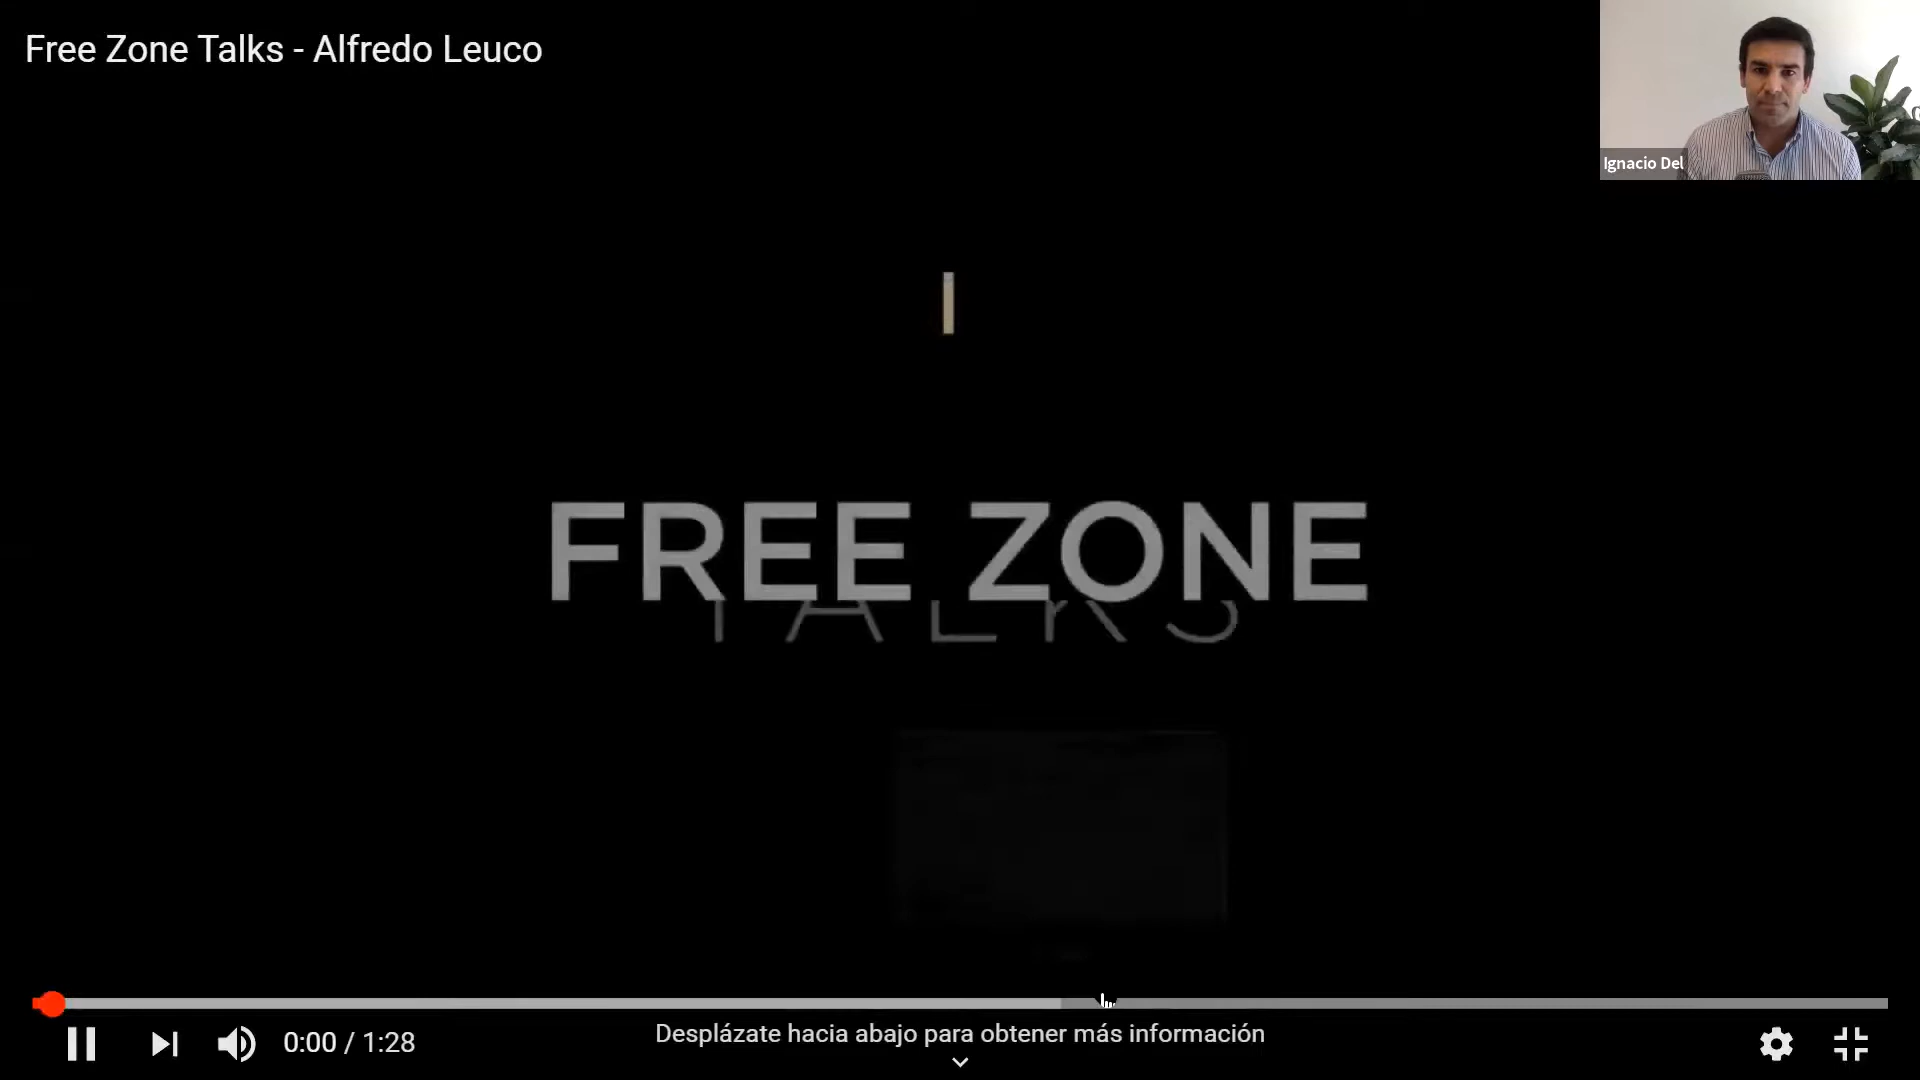 Free Zone Talks - Alfredo Leuco
Ignacio Del
FREE ZONE
TALKS
0:00 / 1:28
Desplázate hacia abajo para obtener más información